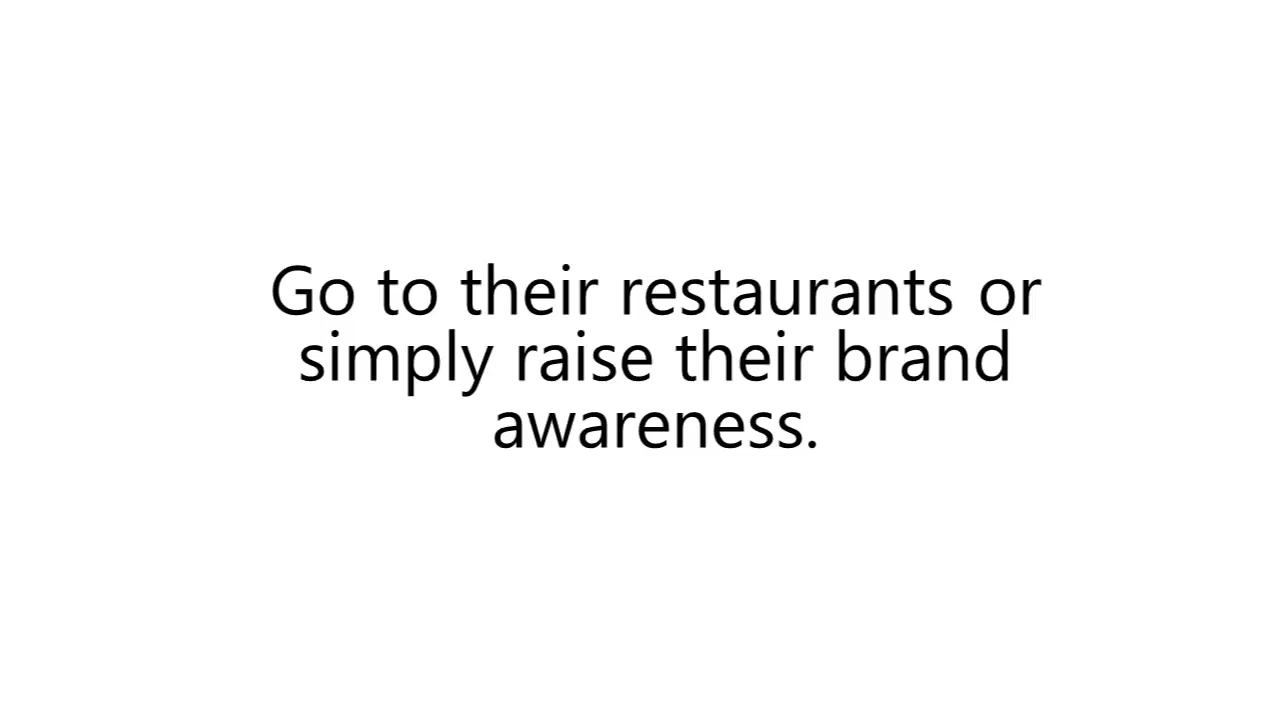 Go to their restaurants or
simply raise their brand
awareness.